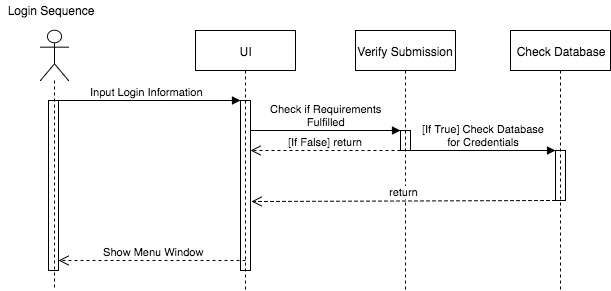 Login Sequence
UI
Verify Submission
Check Database
Input Login Information
Check if Requirements
Fulfilled
[If True] Check Database
for Credentials
[If False] return
return
Show Menu Window